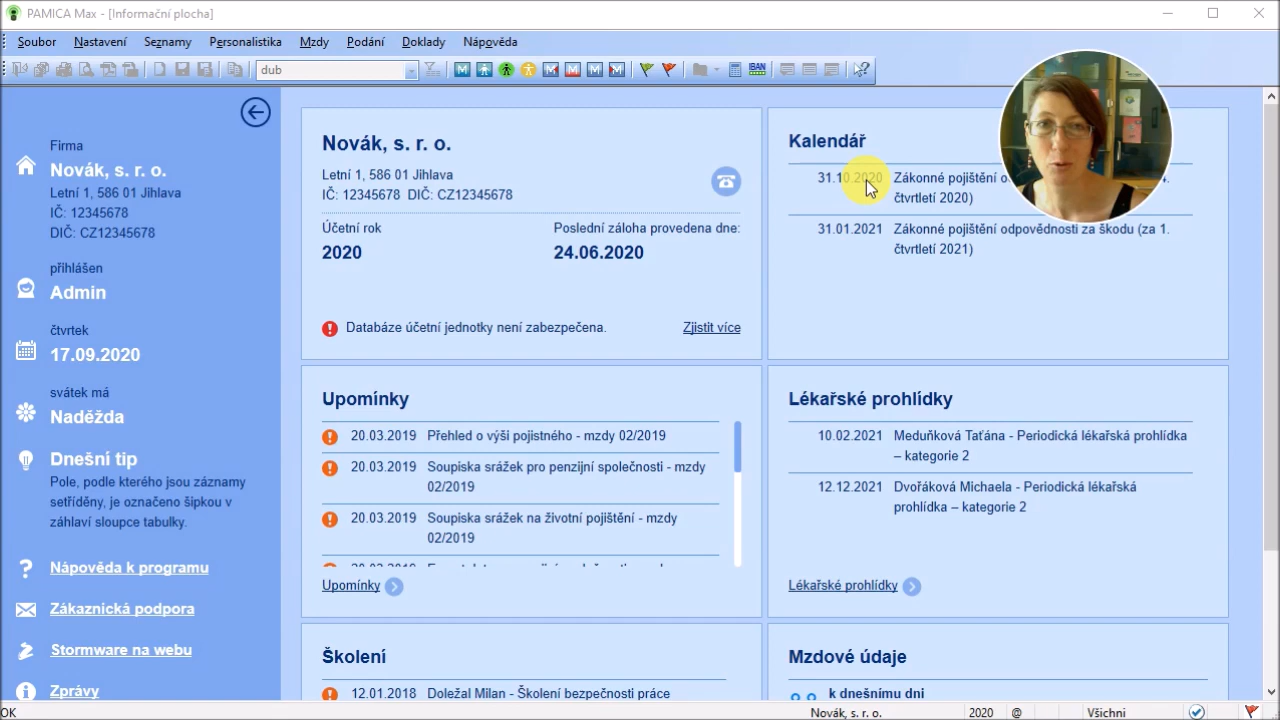 PAMICA Max - [Informační plocha]
Soubor Nastavení Seznamy Personalistika Mzdy Podání Doklady Nápověda
dub
IBAN
Firma
Novák, s. r. o.
Letní 1, 586 01 Jihlava
IČ: 12345678
DIČ: CZ12345678
přihlášen
Admin
čtvrtek
17.09.2020
svátek má
Naděžda
Dnešní tip
Pole, podle kterého jsou záznamy
setříděny, je označeno šipkou v
záhlaví sloupce tabulky.
Nápověda k programu
Zákaznická podpora
Stormware na webu
Zprávy
Novák, s. r. o.
Letní 1, 586 01 Jihlava
IČ: 12345678 DIČ: CZ12345678
Účetní rok
2020
Poslední záloha provedena dne:
24.06.2020
Databáze účetní jednotky není zabezpečena. Zjistit více
Kalendář
31.10.2020 Zákonné pojištění
čtvrtletí 2020)
31.01.2021 Zákonné pojištění odpovědnosti za škodu (za 1.
čtvrtletí 2021)
Upomínky
20.03.2019 Přehled o výši pojistného - mzdy 02/2019
20.03.2019 Soupiska srážek pro penzijní společnosti - mzdy
02/2019
20.03.2019 Soupiska srážek na životní pojištění - mzdy
02/2019
Upomínky
Lékařské prohlídky
10.02.2021 Meduňková Taťána - Periodická lékařská prohlídka
– kategorie 2
12.12.2021 Dvořáková Michaela - Periodická lékařská
prohlídka – kategorie 2
Lékařské prohlídky
Školení
12.01.2018 Doležal Milan - Školení bezpečnosti práce
Mzdové údaje
k dnešnímu dni
OK Novák, s. r. o. 2020 @ Všichni